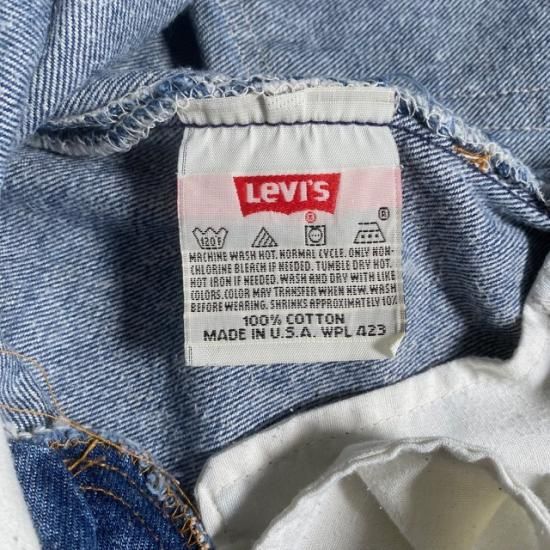 LEVI'S
®
120F ®
MACHINE WASH HOT. NORMAL CYCLE. ONLY NON-
CHLORINE BLEACH IF NEEDED. TUMBLE DRY HOT.
HOT IRON IF NEEDED. WASH AND DRY WITH LIKE
COLORS. COLOR MAY TRANSFER WHEN NEW. WASH
BEFORE WEARING. SHRINKS APPROXIMATELY 10%
100% COTTON
MADE IN U.S.A. WPL 423